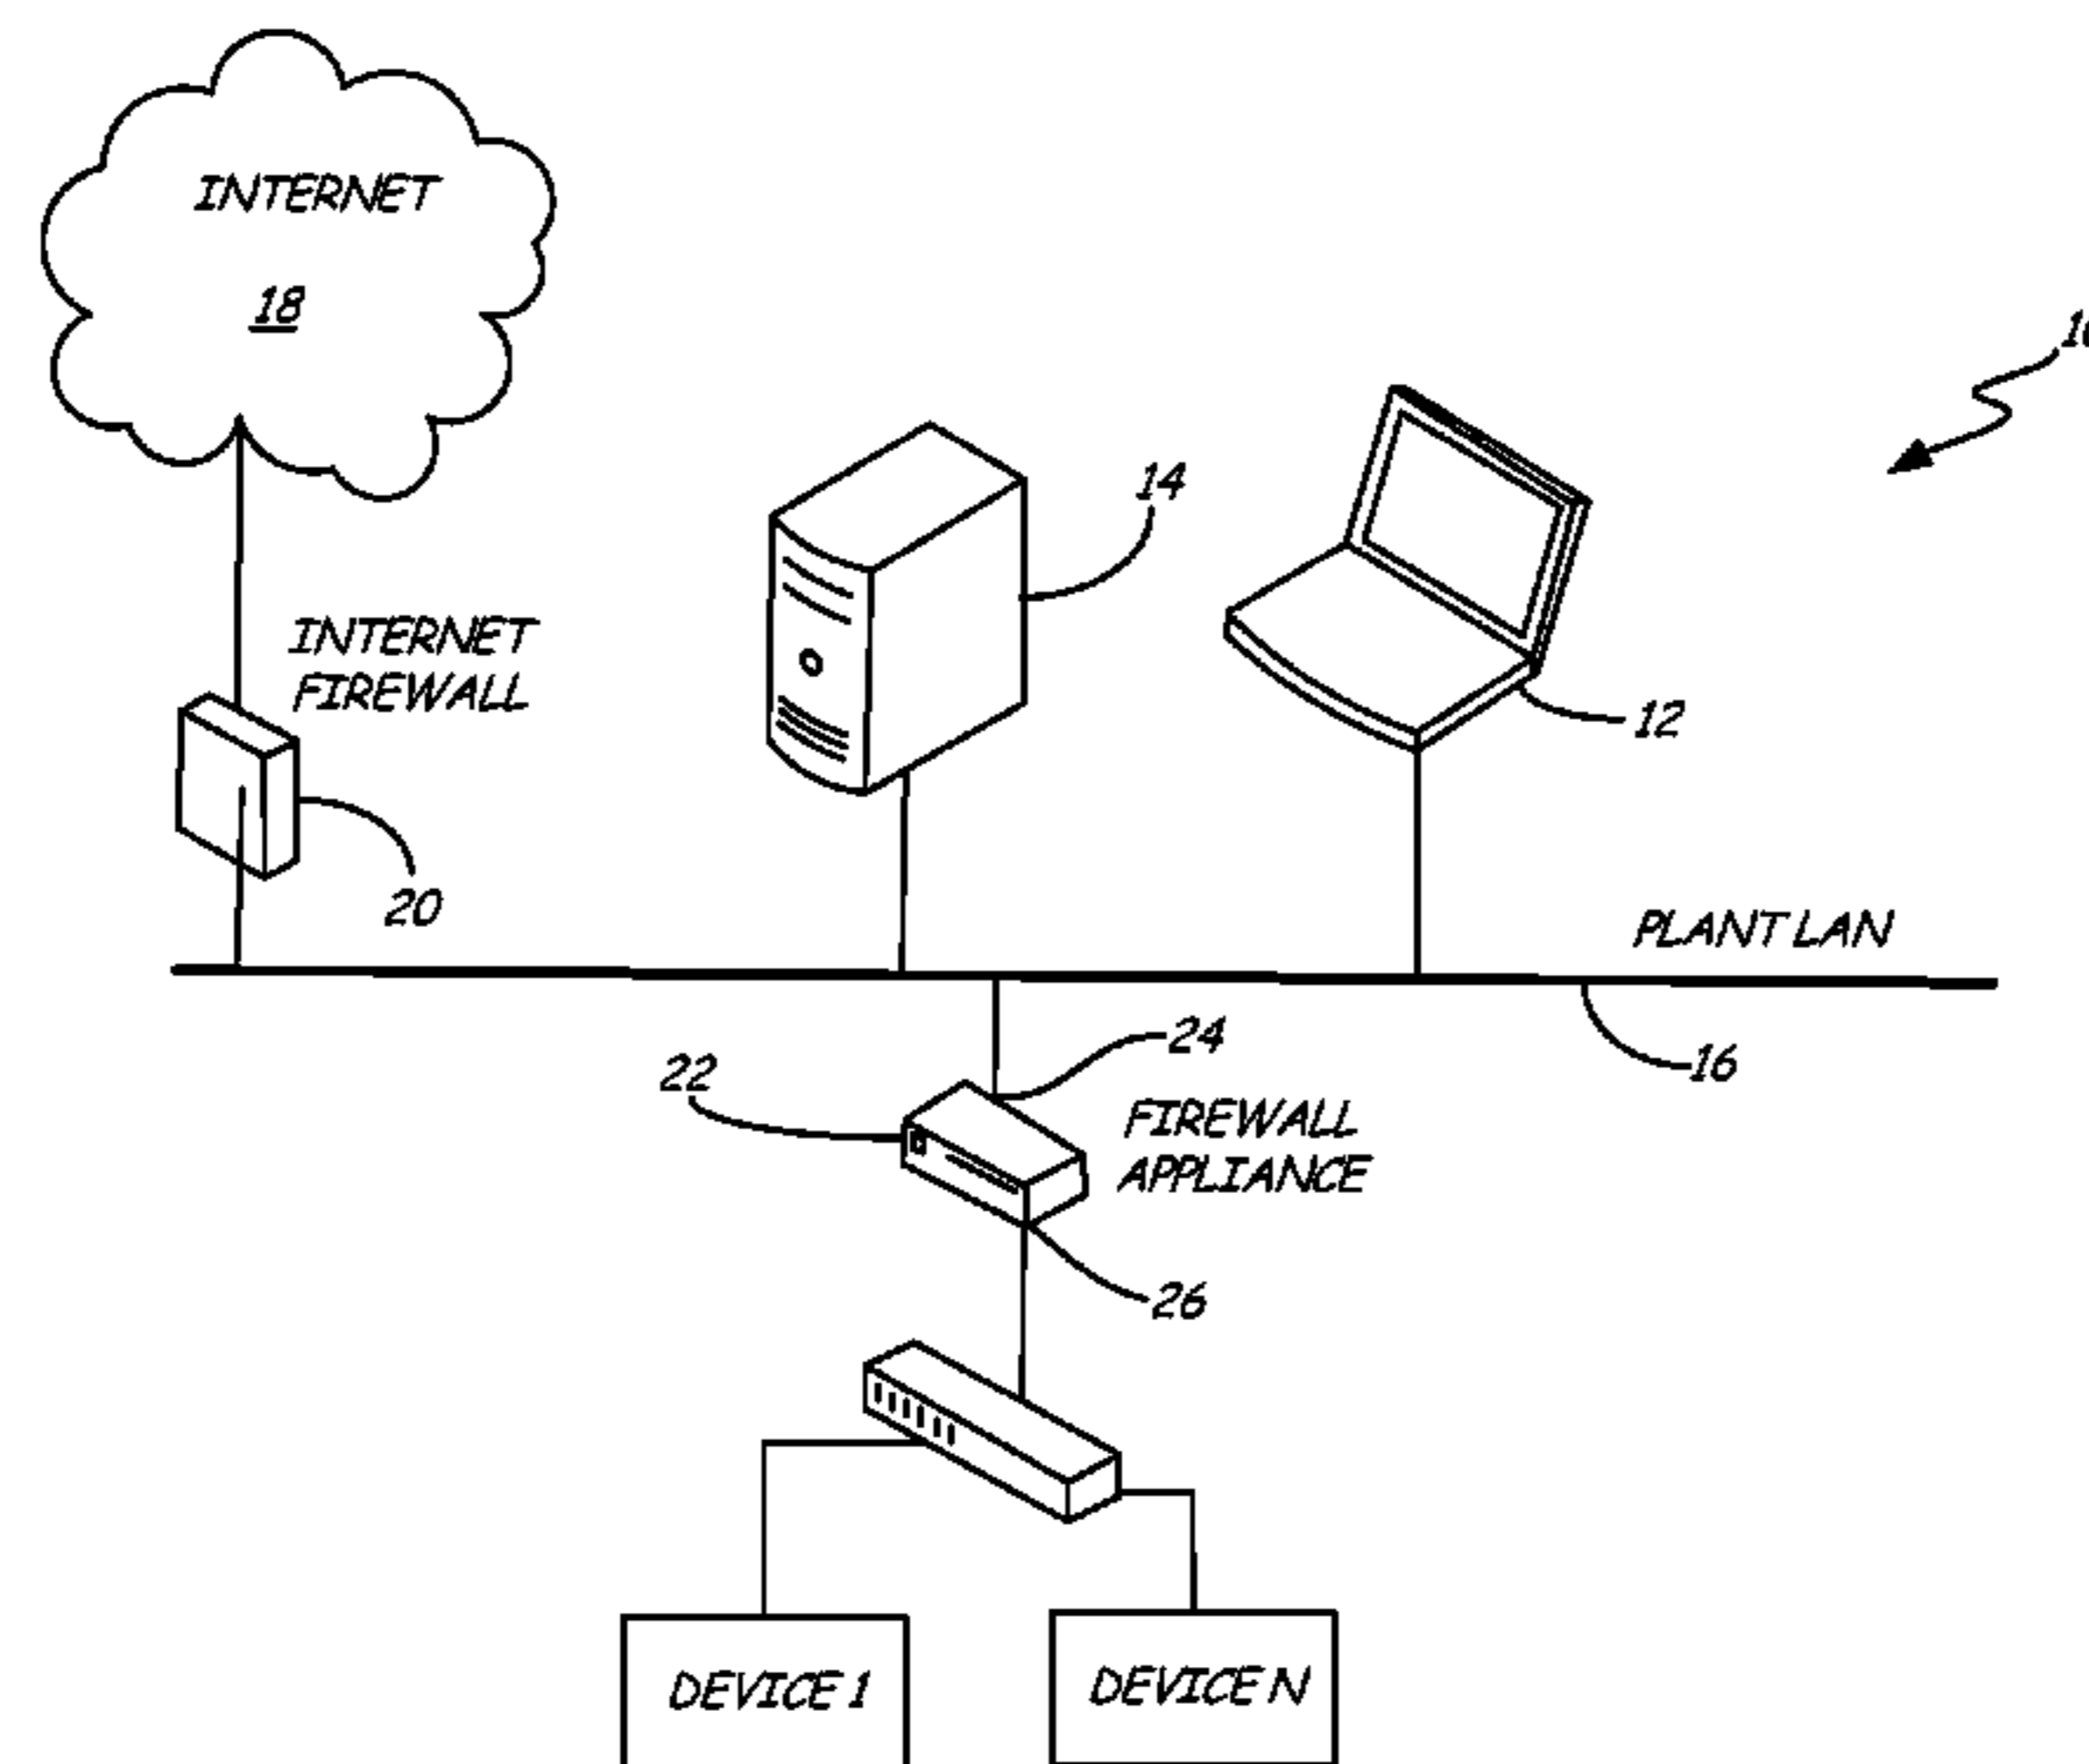 INTERNET
18
14
INTERNET
FIREWALL
12
20
PLANT LAN
24
22
16
FIREWALL
APPLIANCE
26
DEVICE 1
DEVICE N